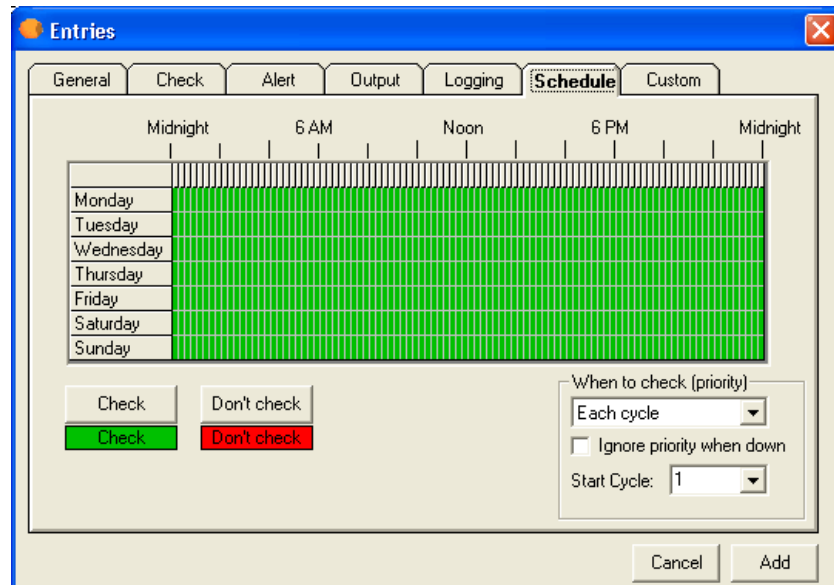 Entries
General Check Alert Output Logging Schedule Custom
Midnight 6 AM Noon 6 PM Midnight
Monday
Tuesday
Wednesday
Thursday
Friday
Saturday
Sunday
Check Don't check
Check Don't check
When to check (priority)
Each cycle
Ignore priority when down
Start Cycle: 1
Cancel Add